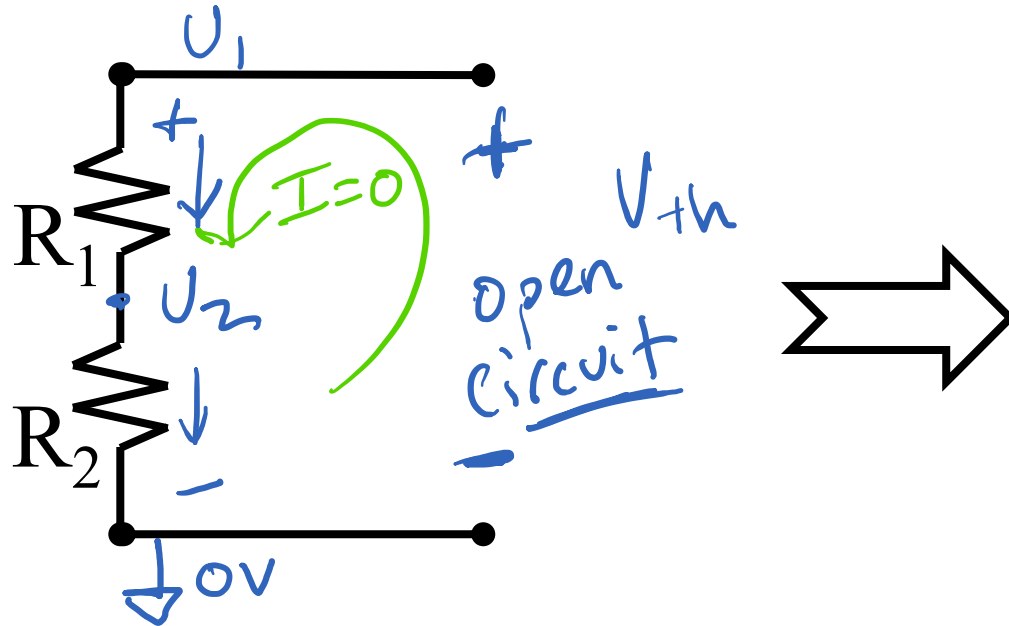 U1
+
+
I=0
Vth
R1
U2
open
circuit
R2
-
-
0V